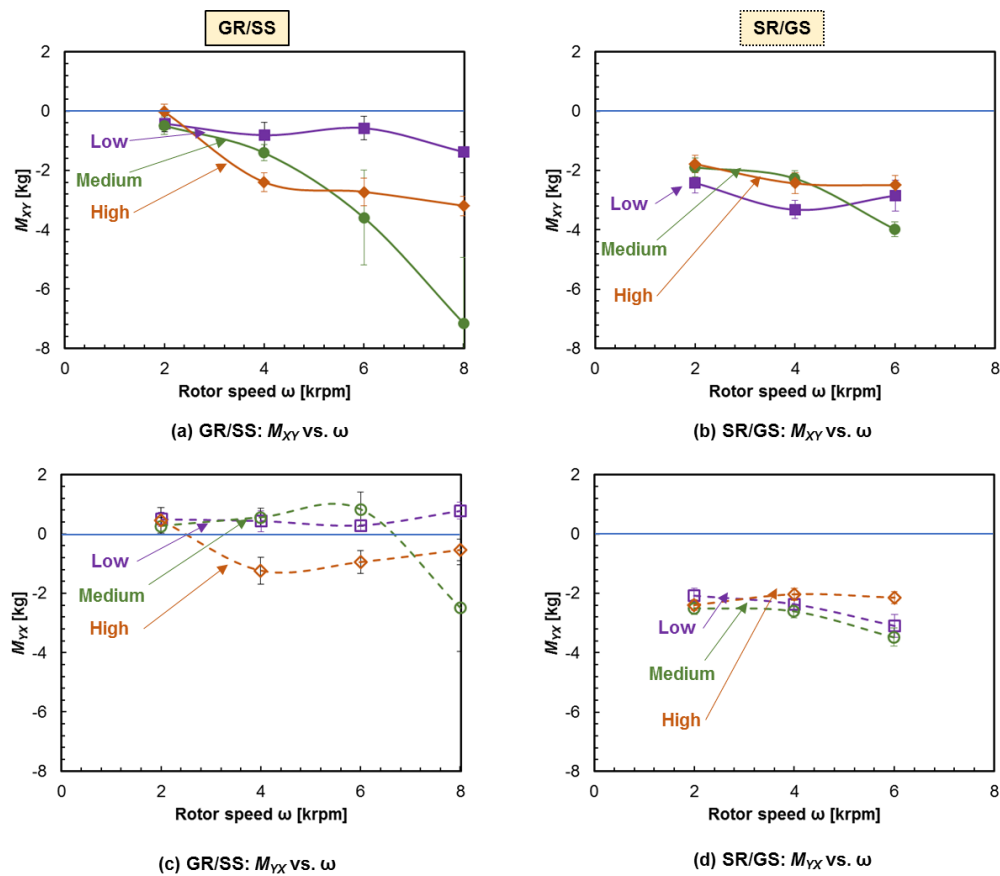 GR/SS
SR/GS
2
0
-2
-4
-6
-8
M_XY [kg]
Low
Medium
High
0 2 4 6 8
Rotor speed ω [krpm]
(a) GR/SS: M_XY vs. ω
2
0
-2
-4
-6
-8
M_XY [kg]
Low
Medium
High
0 2 4 6 8
Rotor speed ω [krpm]
(b) SR/GS: M_XY vs. ω
2
0
-2
-4
-6
-8
M_YX [kg]
Low
Medium
High
0 2 4 6 8
Rotor speed ω [krpm]
(c) GR/SS: M_YX vs. ω
2
0
-2
-4
-6
-8
M_YX [kg]
Low
Medium
High
0 2 4 6 8
Rotor speed ω [krpm]
(d) SR/GS: M_YX vs. ω